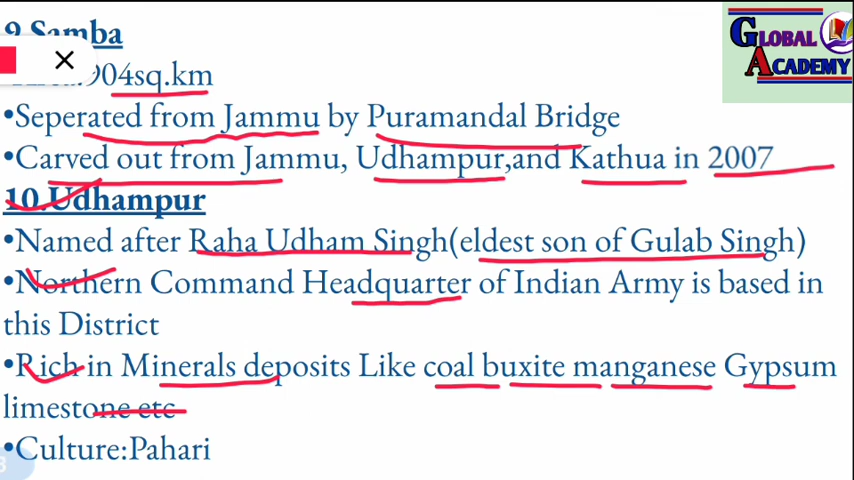 9.Samba
Area:904sq.km
•Seperated from Jammu by Puramandal Bridge
•Carved out from Jammu, Udhampur,and Kathua in 2007
10.Udhampur
•Named after Raha Udham Singh(eldest son of Gulab Singh)
•Northern Command Headquarter of Indian Army is based in
this District
•Rich in Minerals deposits Like coal buxite manganese Gypsum
limestone etc
•Culture:Pahari
GLOBAL
ACADEMY